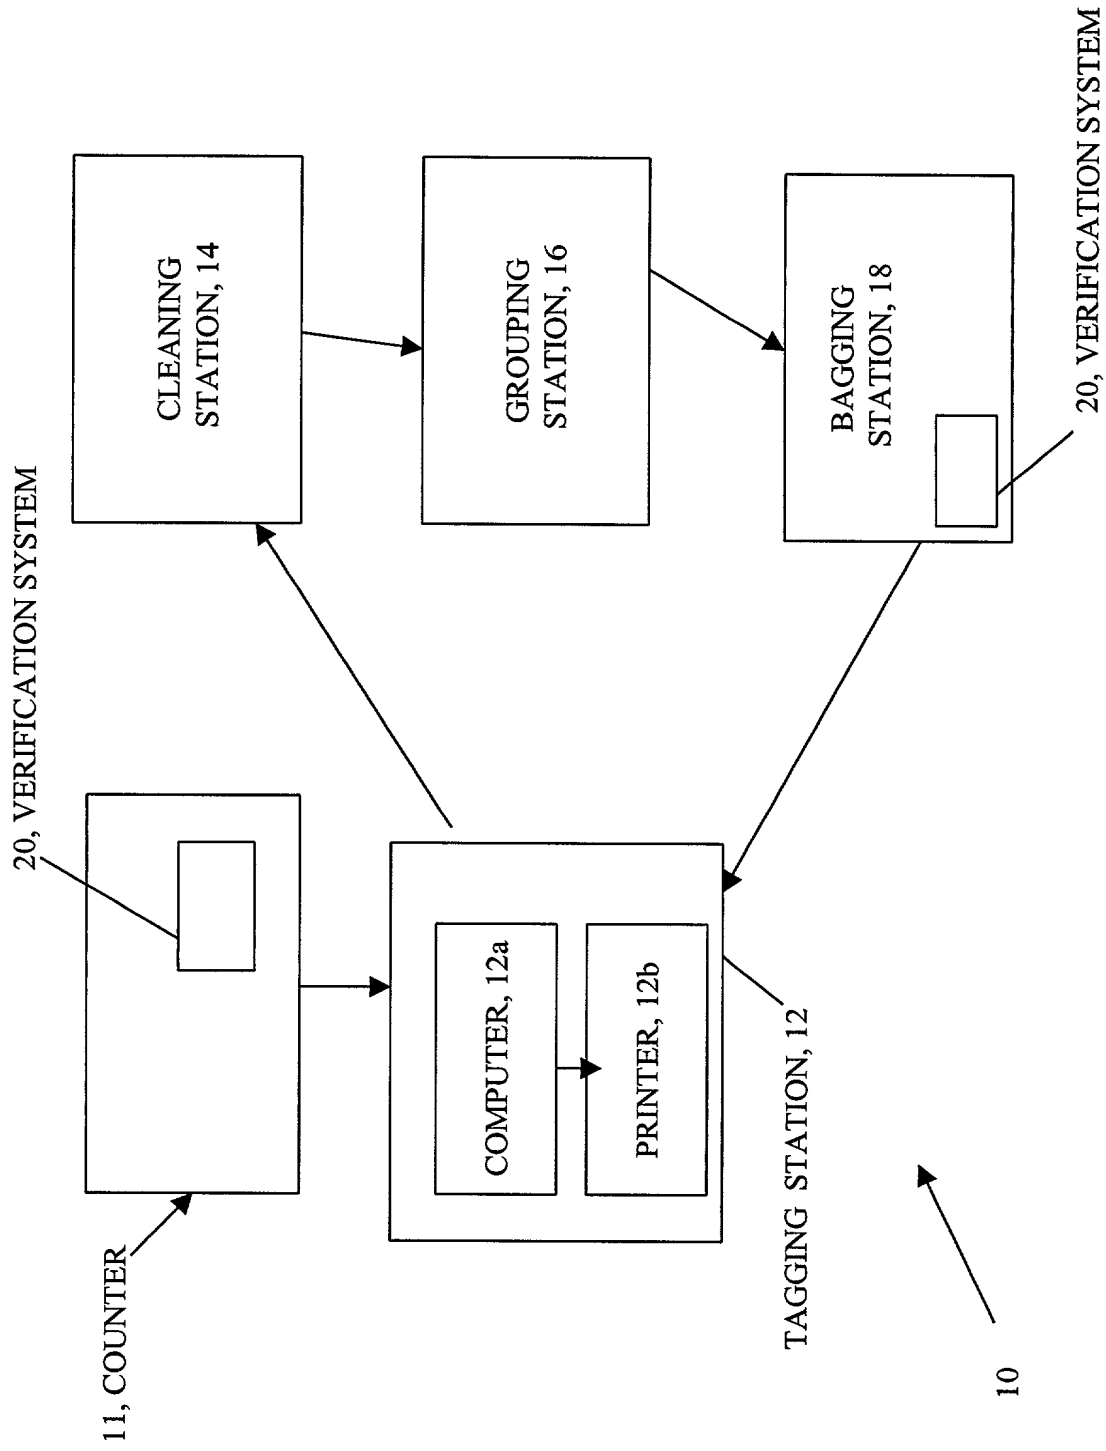 20, VERIFICATION SYSTEM
11, COUNTER
COMPUTER, 12a
PRINTER, 12b
TAGGING STATION, 12
10
CLEANING
STATION, 14
GROUPING
STATION, 16
BAGGING
STATION, 18
20, VERIFICATION SYSTEM